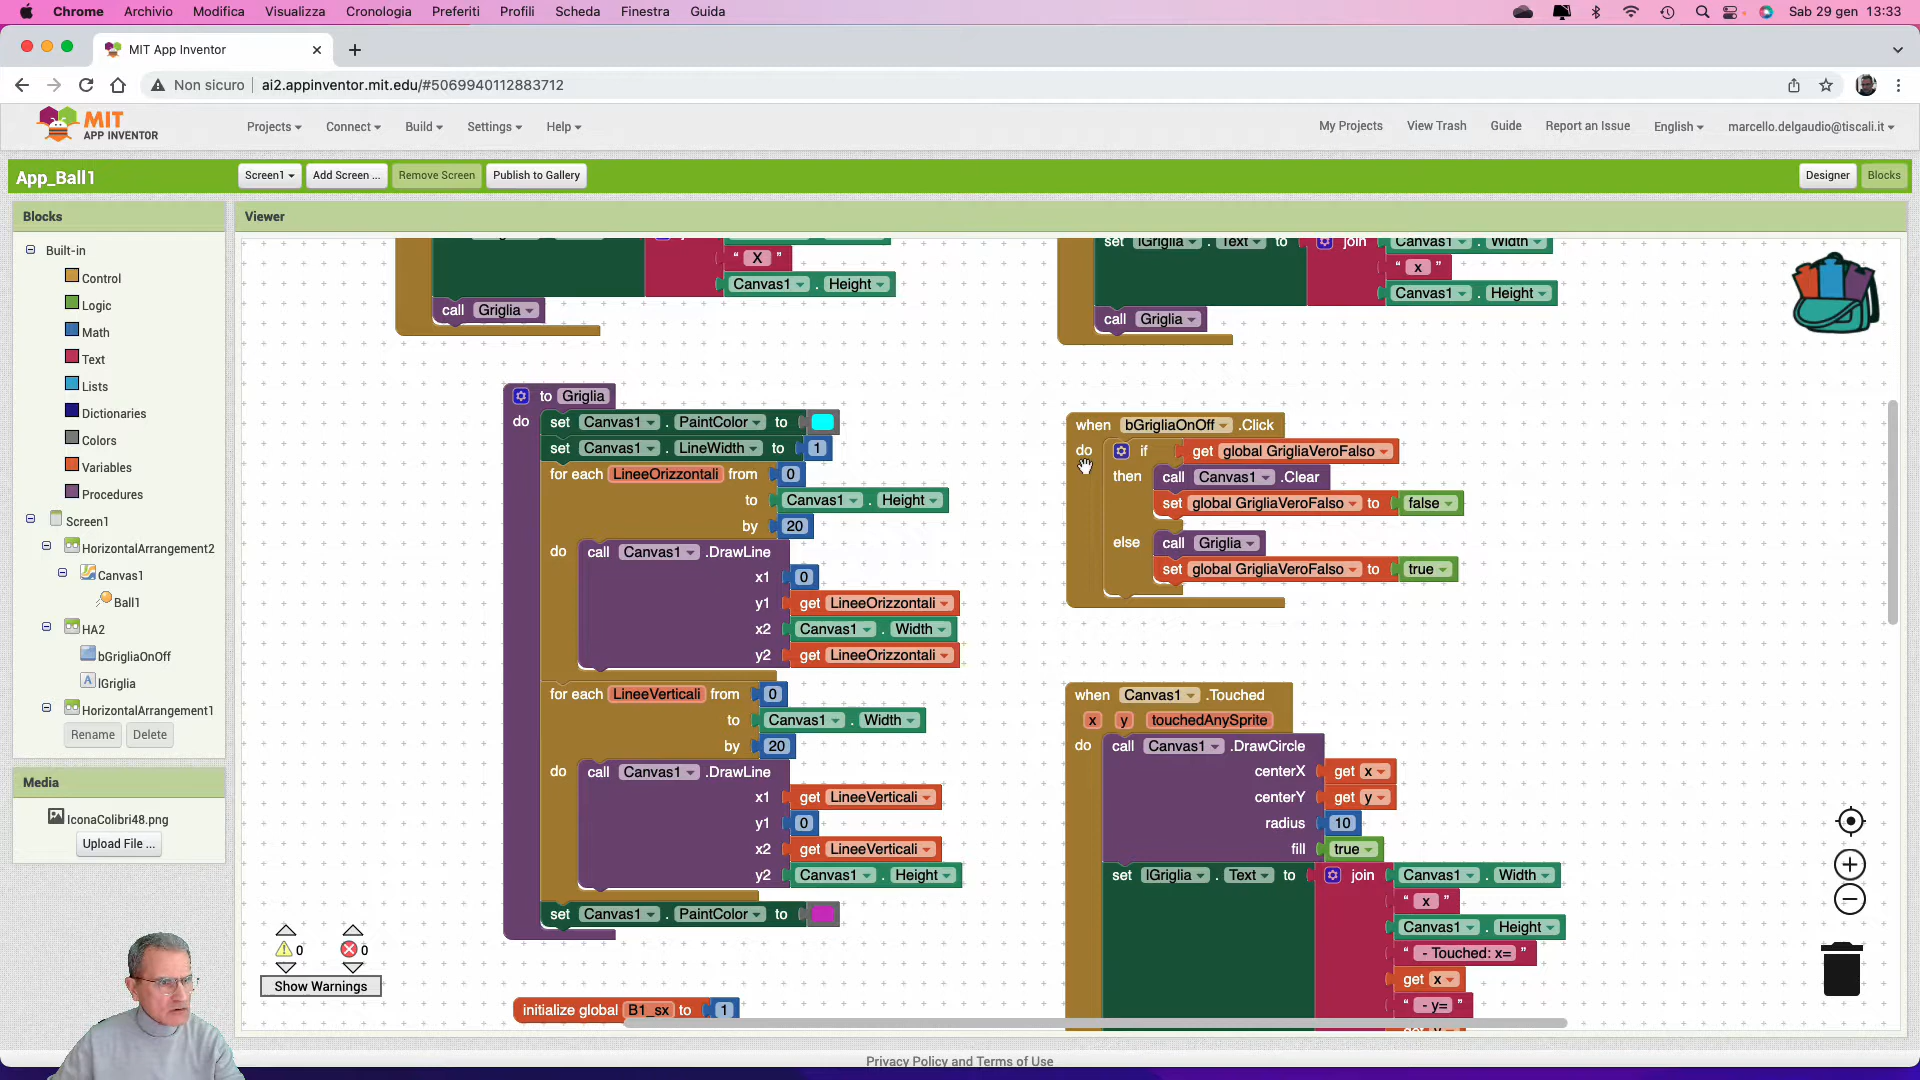 Chrome Archivio Modifica Visualizza Cronologia Preferiti Profili Scheda Finestra Guida Sab 29 gen 13:33
MIT App Inventor
Non sicuro ai2.appinventor.mit.edu/#5069940112883712
MIT APP INVENTOR
Projects Connect Build Settings Help My Projects View Trash Guide Report an Issue English marcello.delgaudio@tiscali.it
App_Ball1 Screen1 Add Screen ... Remove Screen Publish to Gallery Designer Blocks
Blocks
Built-in
Control
Logic
Math
Text
Lists
Dictionaries
Colors
Variables
Procedures
Screen1
HorizontalArrangement2
Canvas1
Ball1
HA2
bGrigliaOnOff
lGriglia
HorizontalArrangement1
Rename Delete
Media
IconaColibri48.png
Upload File ...
Viewer
" X "
Canvas1 . Height
call Griglia
set lGriglia . Text to join Canvas1 . Width
" x "
Canvas1 . Height
call Griglia
to Griglia
do set Canvas1 . PaintColor to
set Canvas1 . LineWidth to 1
for each LineeOrizzontali from 0
to Canvas1 . Height
by 20
do call Canvas1 .DrawLine
x1 0
y1 get LineeOrizzontali
x2 Canvas1 . Width
y2 get LineeOrizzontali
for each LineeVerticali from 0
to Canvas1 . Width
by 20
do call Canvas1 .DrawLine
x1 get LineeVerticali
y1 0
x2 get LineeVerticali
y2 Canvas1 . Height
set Canvas1 . PaintColor to
initialize global B1_sx to 1
when bGrigliaOnOff .Click
do if get global GrigliaVeroFalso
then call Canvas1 .Clear
set global GrigliaVeroFalso to false
else call Griglia
set global GrigliaVeroFalso to true
when Canvas1 .Touched
x y touchedAnySprite
do call Canvas1 .DrawCircle
centerX get x
centerY get y
radius 10
fill true
set lGriglia . Text to join Canvas1 . Width
" x "
Canvas1 . Height
" - Touched: x= "
get x
" - y= "
0 0
Show Warnings
Privacy Policy and Terms of Use